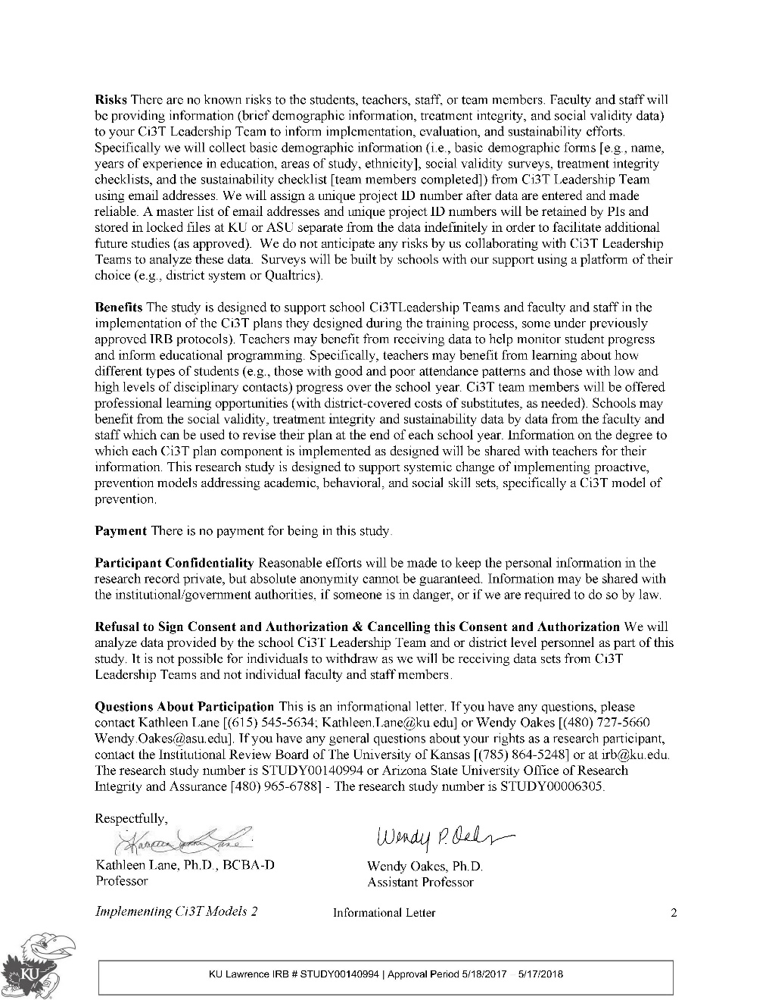 Risks There are no known risks to the students, teachers, staff, or team members. Faculty and staff will
be providing information (brief demographic information, treatment integrity, and social validity data)
to your Ci3T Leadership Team to inform implementation, evaluation, and sustainability efforts.
Specifically we will collect basic demographic information (i.e., basic demographic forms [e.g., name,
years of experience in education, areas of study, ethnicity], social validity surveys, treatment integrity
checklists, and the sustainability checklist [team members completed]) from Ci3T Leadership Team
using email addresses. We will assign a unique project ID number after data are entered and made
reliable. A master list of email addresses and unique project ID numbers will be retained by PIs and
stored in locked files at KU or ASU separate from the data indefinitely in order to facilitate additional
future studies (as approved).  We do not anticipate any risks by us collaborating with Ci3T Leadership
Teams to analyze these data.  Surveys will be built by schools with our support using a platform of their
choice (e.g., district system or Qualtrics).
Benefits The study is designed to support school Ci3TLeadership Teams and faculty and staff in the
implementation of the Ci3T plans they designed during the training process, some under previously
approved IRB protocols). Teachers may benefit from receiving data to help monitor student progress
and inform educational programming. Specifically, teachers may benefit from learning about how
different types of students (e.g., those with good and poor attendance patterns and those with low and
high levels of disciplinary contacts) progress over the school year. Ci3T team members will be offered
professional learning opportunities (with district-covered costs of substitutes, as needed). Schools may
benefit from the social validity, treatment integrity and sustainability data by data from the faculty and
staff which can be used to revise their plan at the end of each school year. Information on the degree to
which each Ci3T plan component is implemented as designed will be shared with teachers for their
information. This research study is designed to support systemic change of implementing proactive,
prevention models addressing academic, behavioral, and social skill sets, specifically a Ci3T model of
prevention.
Payment There is no payment for being in this study.
Participant Confidentiality Reasonable efforts will be made to keep the personal information in the
research record private, but absolute anonymity cannot be guaranteed. Information may be shared with
the institutional/government authorities, if someone is in danger, or if we are required to do so by law.
Refusal to Sign Consent and Authorization & Cancelling this Consent and Authorization We will
analyze data provided by the school Ci3T Leadership Team and or district level personnel as part of this
study. It is not possible for individuals to withdraw as we will be receiving data sets from Ci3T
Leadership Teams and not individual faculty and staff members.
Questions About Participation This is an informational letter. If you have any questions, please
contact Kathleen Lane [(615) 545-5634; Kathleen.Lane@ku.edu] or Wendy Oakes [(480) 727-5660
Wendy.Oakes@asu.edu]. If you have any general questions about your rights as a research participant,
contact the Institutional Review Board of The University of Kansas [(785) 864-5248] or at irb@ku.edu.
The research study number is STUDY00140994 or Arizona State University Office of Research
Integrity and Assurance [480) 965-6788] - The research study number is STUDY00006305.
Respectfully,
Wendy P. Oakes
Kathleen Lane, Ph.D., BCBA-D
Wendy Oakes, Ph.D.
Professor
Assistant Professor
Implementing Ci3T Models 2
Informational Letter
2
KU
KU Lawrence IRB # STUDY00140994 | Approval Period 5/18/2017 – 5/17/2018